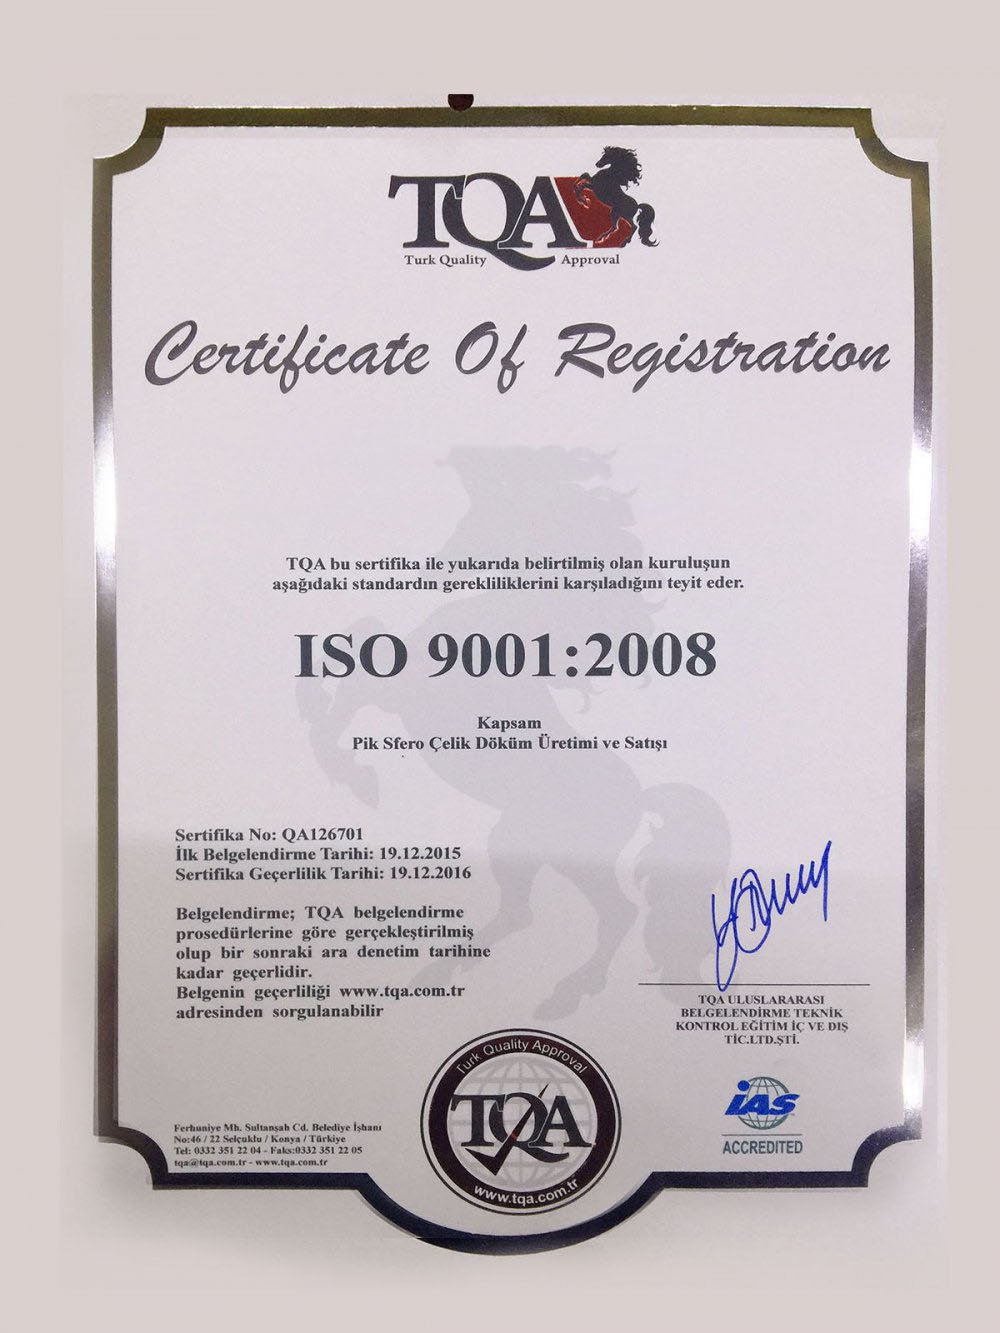 TQA
Turk Quality Approval
Certificate Of Registration
TQA bu sertifika ile yukarıda belirtilmiş olan kuruluşun
aşağıdaki standardın gerekliliklerini karşıladığını teyit eder.
ISO 9001:2008
Kapsam
Pik Sfero Çelik Döküm Üretimi ve Satışı
Sertifika No: QA126701
İlk Belgelendirme Tarihi: 19.12.2015
Sertifika Geçerlilik Tarihi: 19.12.2016
Belgelendirme; TQA belgelendirme
prosedürlerine göre gerçekleştirilmiş
olup bir sonraki ara denetim tarihine
kadar geçerlidir.
Belgenin geçerliliği www.tqa.com.tr
adresinden sorgulanabilir
TQA ULUSLARARASI
BELGELENDİRME TEKNİK
KONTROL EĞİTİM İÇ VE DIŞ
TİC.LTD.ŞTİ.
Turk Quality Approval
TQA
www.tqa.com.tr
IAS
ACCREDITED
Ferhuniye Mh. Sultanşah Cd. Belediye İşhanı
No:46 / 22 Selçuklu / Konya / Türkiye
Tel: 0332 351 22 04 - Faks:0332 351 22 05
tqa@tqa.com.tr - www.tqa.com.tr